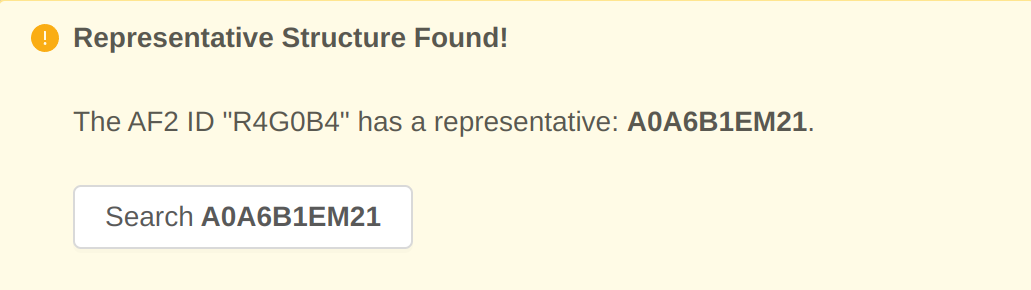 Representative Structure Found!
The AF2 ID "R4G0B4" has a representative: A0A6B1EM21.
Search A0A6B1EM21